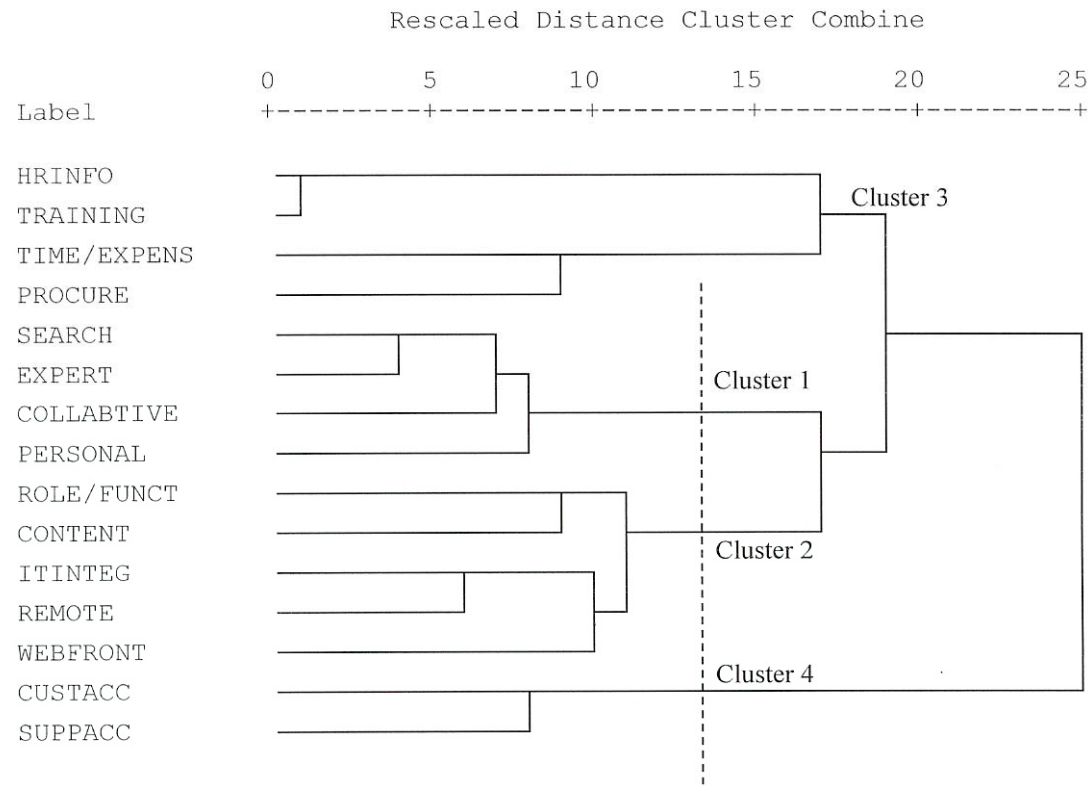 Rescaled Distance Cluster Combine
0 5 10 15 20 25
Label +---------+---------+---------+---------+---------+
HRINFO
Cluster 3
TRAINING
TIME/EXPENS
PROCURE
SEARCH
EXPERT
Cluster 1
COLLABTIVE
PERSONAL
ROLE/FUNCT
CONTENT
Cluster 2
ITINTEG
REMOTE
WEBFRONT
Cluster 4
CUSTACC
SUPPACC